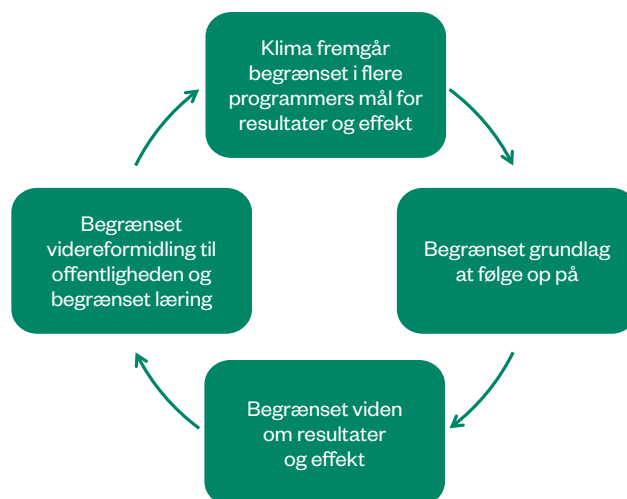 Klima fremgår
begrænset i flere
programmers mål for
resultater og effekt
Begrænset grundlag
at følge op på
Begrænset viden
om resultater
og effekt
Begrænset
videreformidling til
offentligheden og
begrænset læring